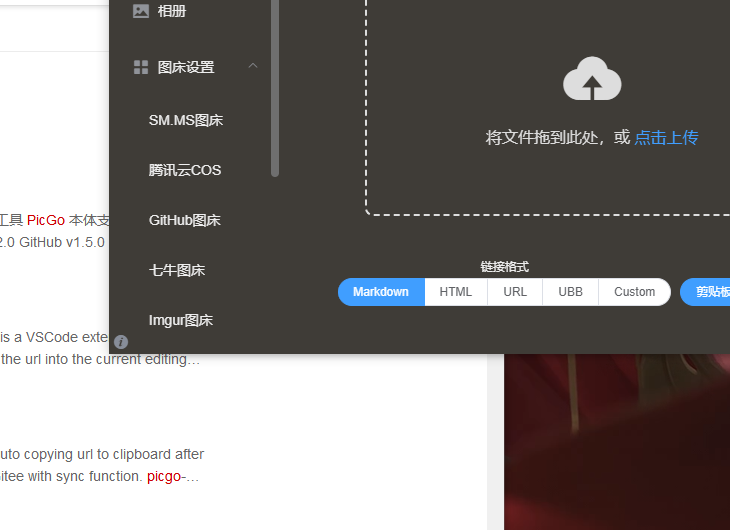 相册
图床设置
SM.MS图床
腾讯云COS
GitHub图床
七牛图床
Imgur图床
将文件拖到此处，或 点击上传
链接格式
Markdown HTML URL UBB Custom 剪贴板
工具 PicGo 本体支
2.0 GitHub v1.5.0
is a VSCode exte
the url into the current editing...
uto copying url to clipboard after
itee with sync function. picgo-...